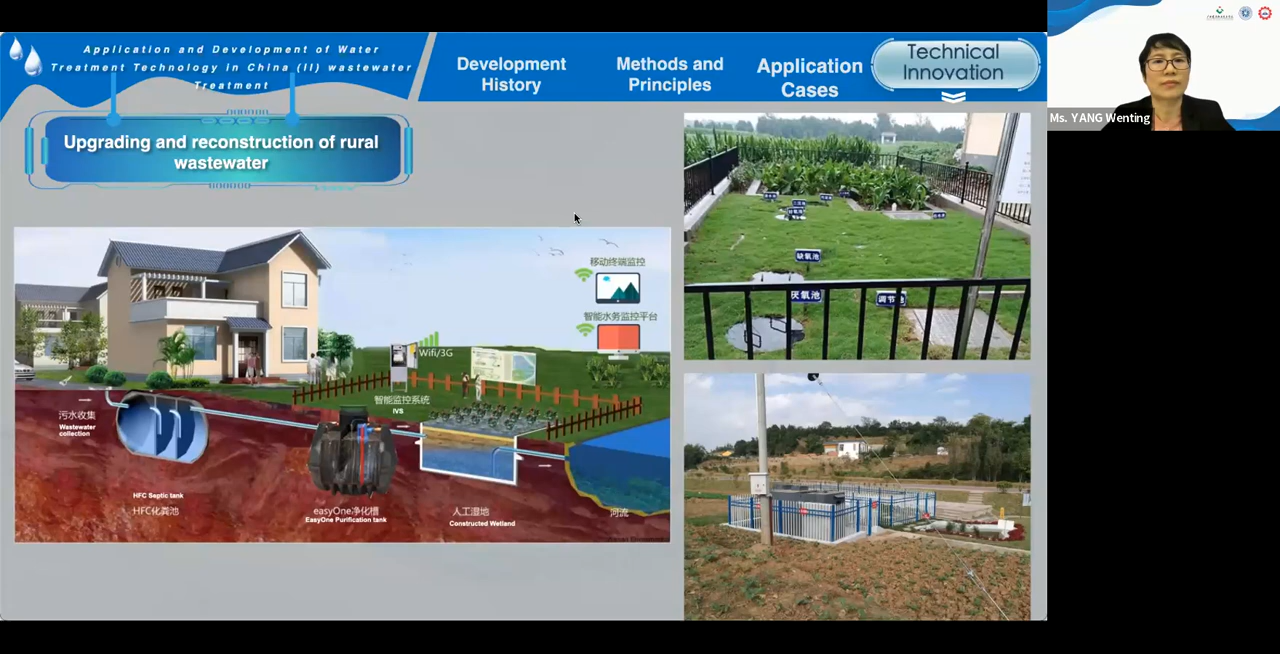 Application and Development of Water
Treatment Technology in China (II) wastewater
Treatment
Development
History
Methods and
Principles
Application
Cases
Technical
Innovation
Ms. YANG Wenting
Upgrading and reconstruction of rural
wastewater
移动终端监控
智能水务监控平台
Wifi/3G
智能监控系统
IVS
污水收集
Wastewater
collection
HFC Septic tank
HFC化粪池
easyOne净化槽
EasyOne Purification tank
人工湿地
Constructed Wetland
河流
缺氧池
厌氧池
调节池